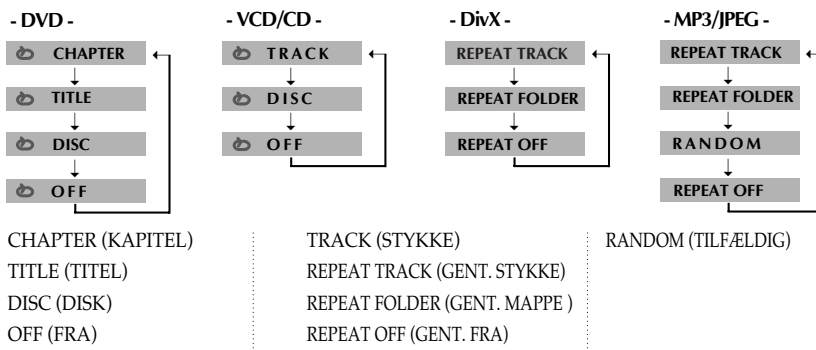 - DVD -
CHAPTER
TITLE
DISC
OFF
- VCD/CD -
TRACK
DISC
OFF
- DivX -
REPEAT TRACK
REPEAT FOLDER
REPEAT OFF
- MP3/JPEG -
REPEAT TRACK
REPEAT FOLDER
RANDOM
REPEAT OFF
CHAPTER (KAPITEL)
TITLE (TITEL)
DISC (DISK)
OFF (FRA)
TRACK (STYKKE)
REPEAT TRACK (GENT. STYKKE)
REPEAT FOLDER (GENT. MAPPE )
REPEAT OFF (GENT. FRA)
RANDOM (TILFÆLDIG)